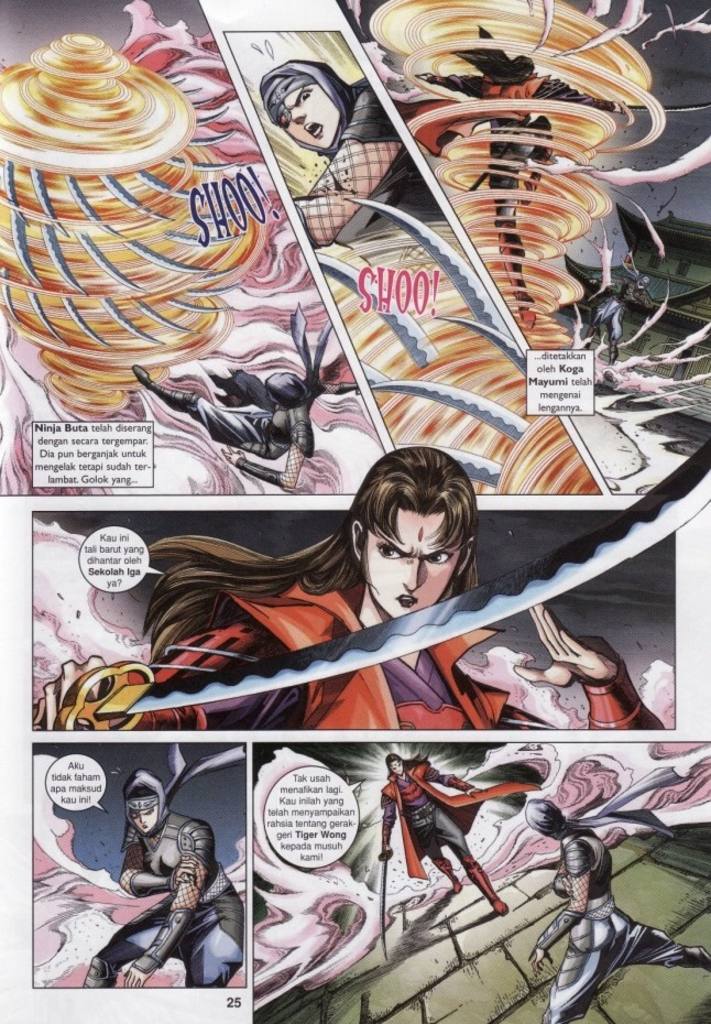 SHOO!
SHOO!
Ninja Buta telah diserang
dengan secara tergempar.
Dia pun berganjak untuk
mengelak tetapi sudah ter-
lambat. Golok yang...
...ditetakkan
oleh Koga
Mayumi telah
mengenai
lengannya.
Kau ini
tali barut yang
dihantar oleh
Sekolah Iga
ya?
Aku
tidak faham
apa maksud
kau ini!
Tak usah
menafikan lagi.
Kau inilah yang
telah menyampaikan
rahsia tentang gerak-
geri Tiger Wong
kepada musuh
kami!
25